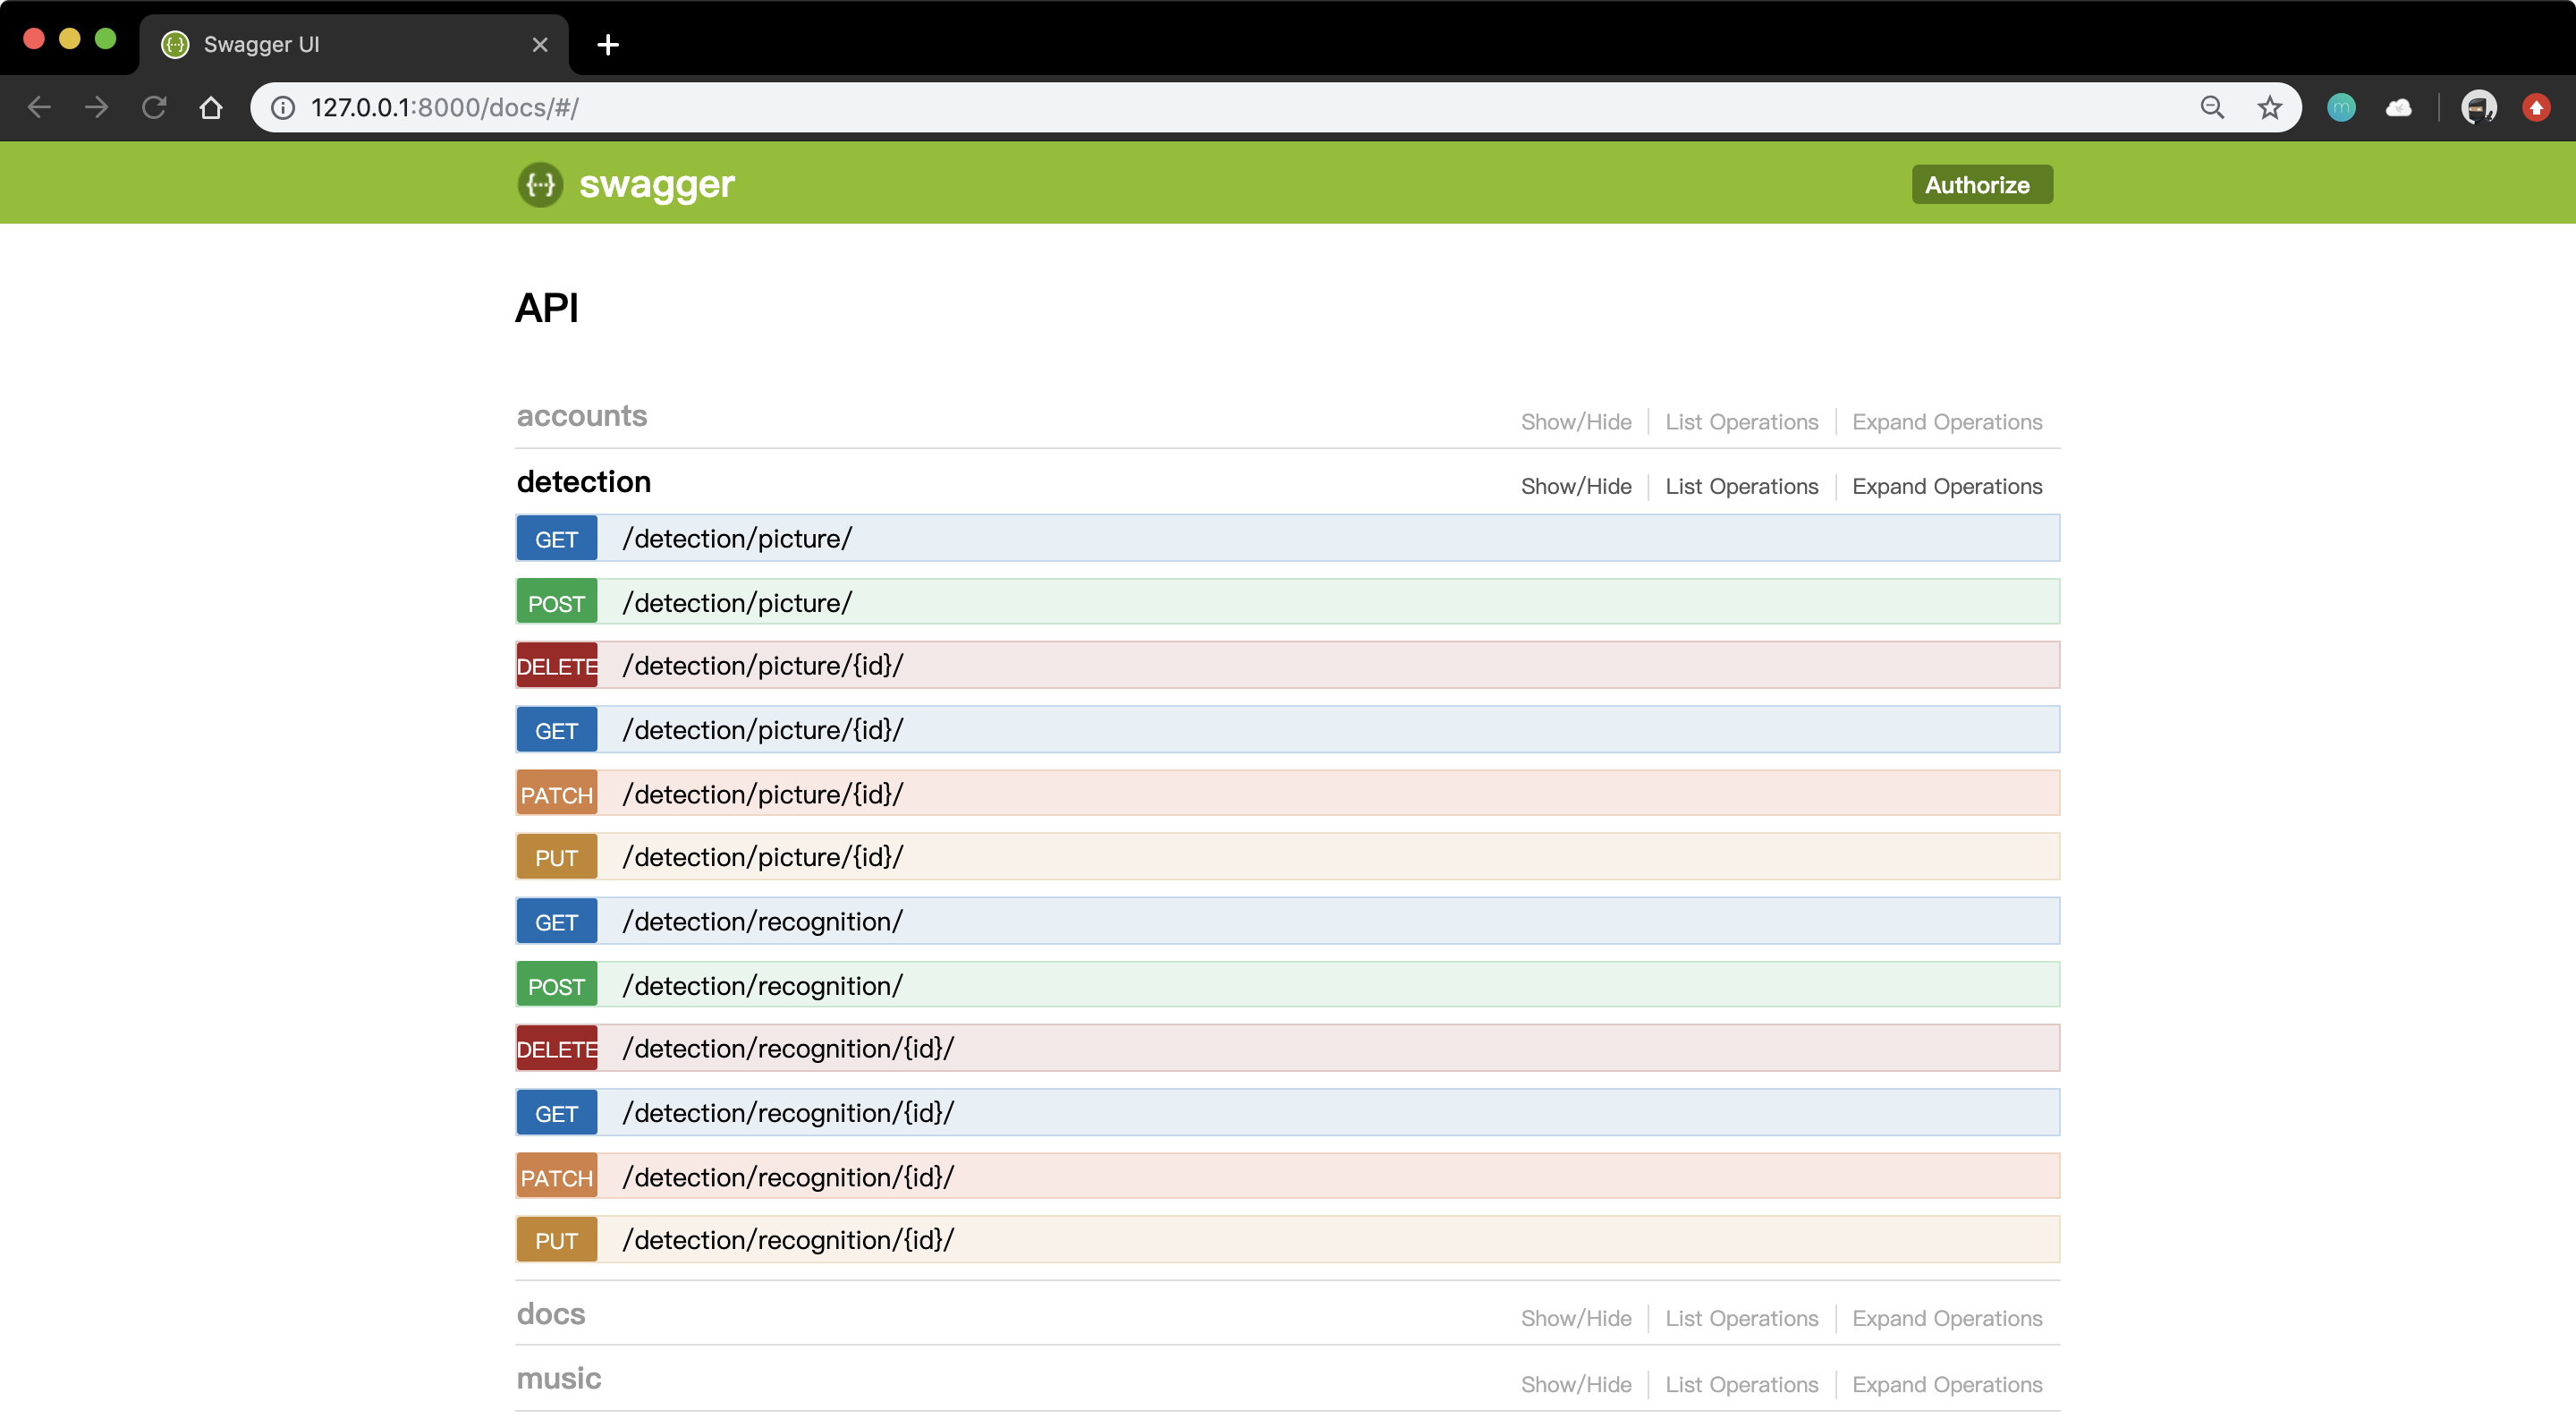 Swagger UI
127.0.0.1:8000/docs/#/
m
{···} swagger Authorize
API
accounts Show/Hide List Operations Expand Operations
detection Show/Hide List Operations Expand Operations
GET /detection/picture/
POST /detection/picture/
DELETE /detection/picture/{id}/
GET /detection/picture/{id}/
PATCH /detection/picture/{id}/
PUT /detection/picture/{id}/
GET /detection/recognition/
POST /detection/recognition/
DELETE /detection/recognition/{id}/
GET /detection/recognition/{id}/
PATCH /detection/recognition/{id}/
PUT /detection/recognition/{id}/
docs Show/Hide List Operations Expand Operations
music Show/Hide List Operations Expand Operations